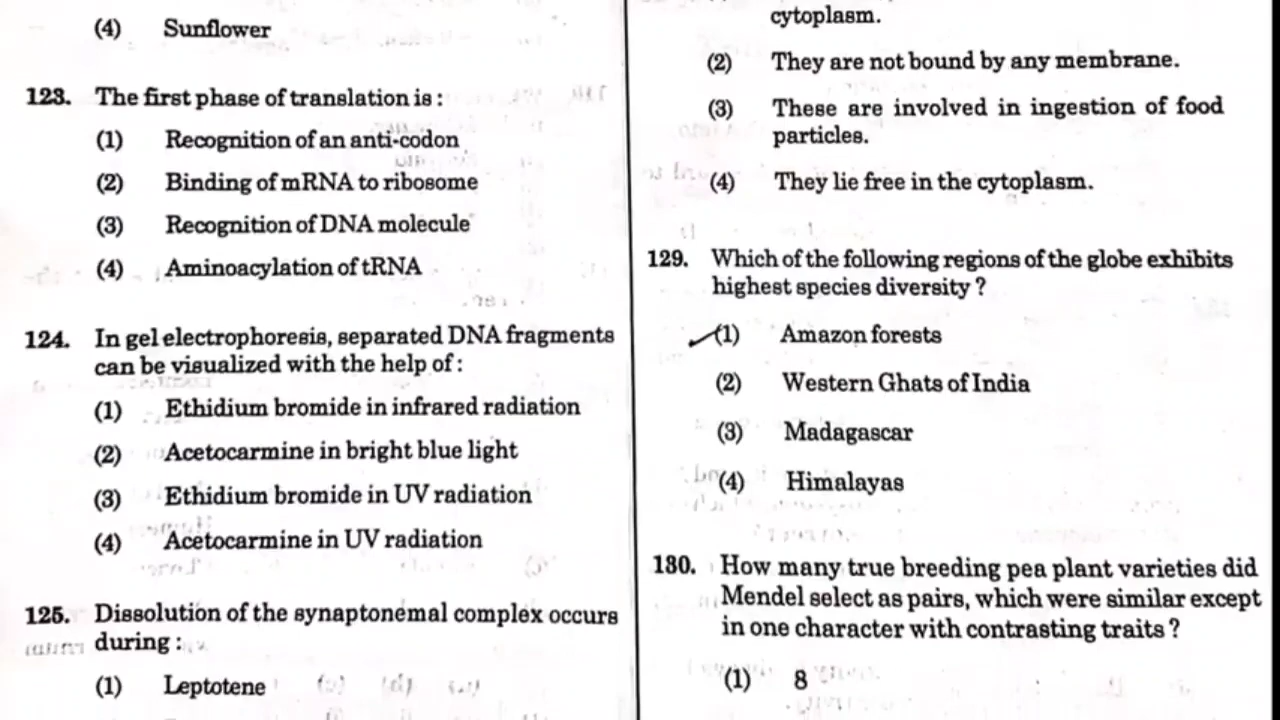 (4) Sunflower
123. The first phase of translation is :
(1) Recognition of an anti-codon
(2) Binding of mRNA to ribosome
(3) Recognition of DNA molecule
(4) Aminoacylation of tRNA
124. In gel electrophoresis, separated DNA fragments
can be visualized with the help of :
(1) Ethidium bromide in infrared radiation
(2) Acetocarmine in bright blue light
(3) Ethidium bromide in UV radiation
(4) Acetocarmine in UV radiation
125. Dissolution of the synaptonemal complex occurs
during :
(1) Leptotene
cytoplasm.
(2) They are not bound by any membrane.
(3) These are involved in ingestion of food
particles.
(4) They lie free in the cytoplasm.
129. Which of the following regions of the globe exhibits
highest species diversity ?
(1) Amazon forests
(2) Western Ghats of India
(3) Madagascar
(4) Himalayas
130. How many true breeding pea plant varieties did
Mendel select as pairs, which were similar except
in one character with contrasting traits ?
(1) 8